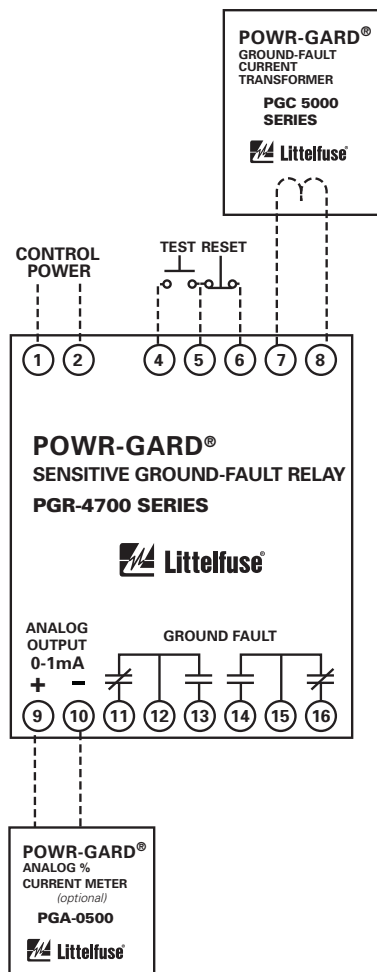 POWR-GARD®
GROUND-FAULT
CURRENT
TRANSFORMER
PGC 5000
SERIES
Littelfuse®
CONTROL
POWER
TEST RESET
1 2 4 5 6 7 8
POWR-GARD®
SENSITIVE GROUND-FAULT RELAY
PGR-4700 SERIES
Littelfuse®
ANALOG
OUTPUT
0-1mA
+ −
GROUND FAULT
9 10 11 12 13 14 15 16
POWR-GARD®
ANALOG %
CURRENT METER
(optional)
PGA-0500
Littelfuse®